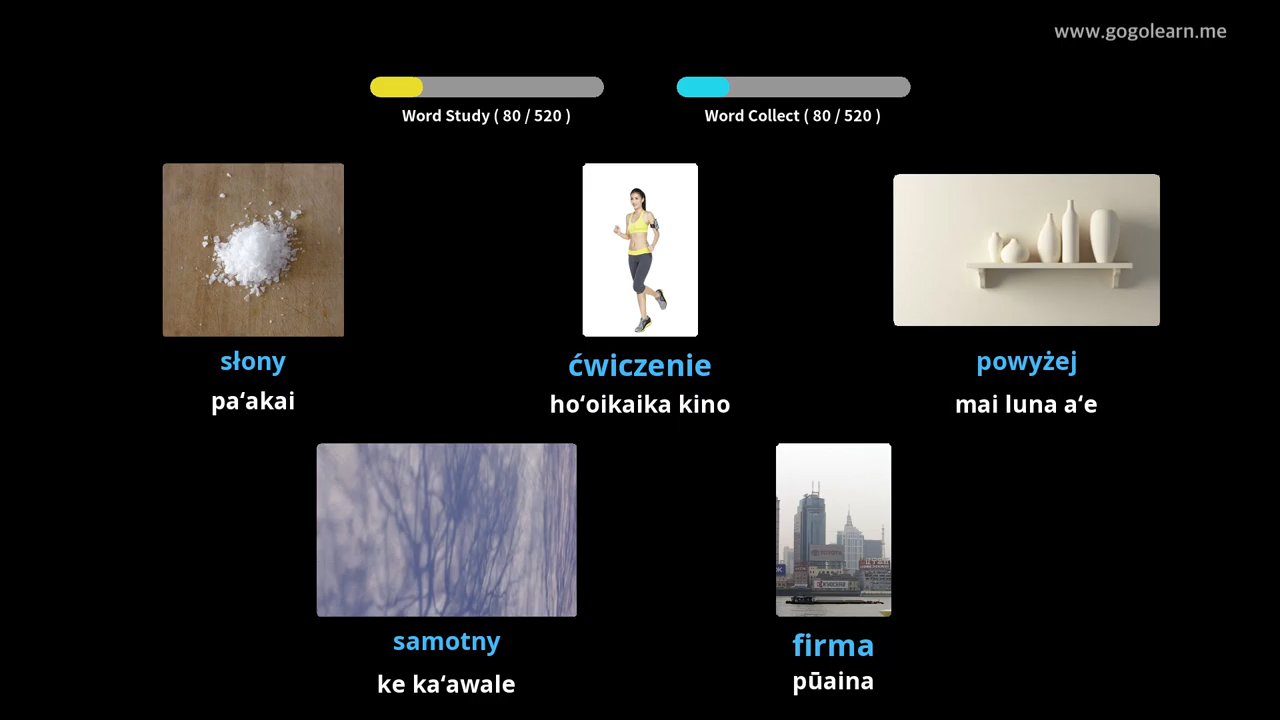 www.gogolearn.me
Word Study ( 80 / 520 )
Word Collect ( 80 / 520 )
słony
paʻakai
ćwiczenie
hoʻoikaika kino
powyżej
mai luna aʻe
samotny
ke kaʻawale
firma
pūaina